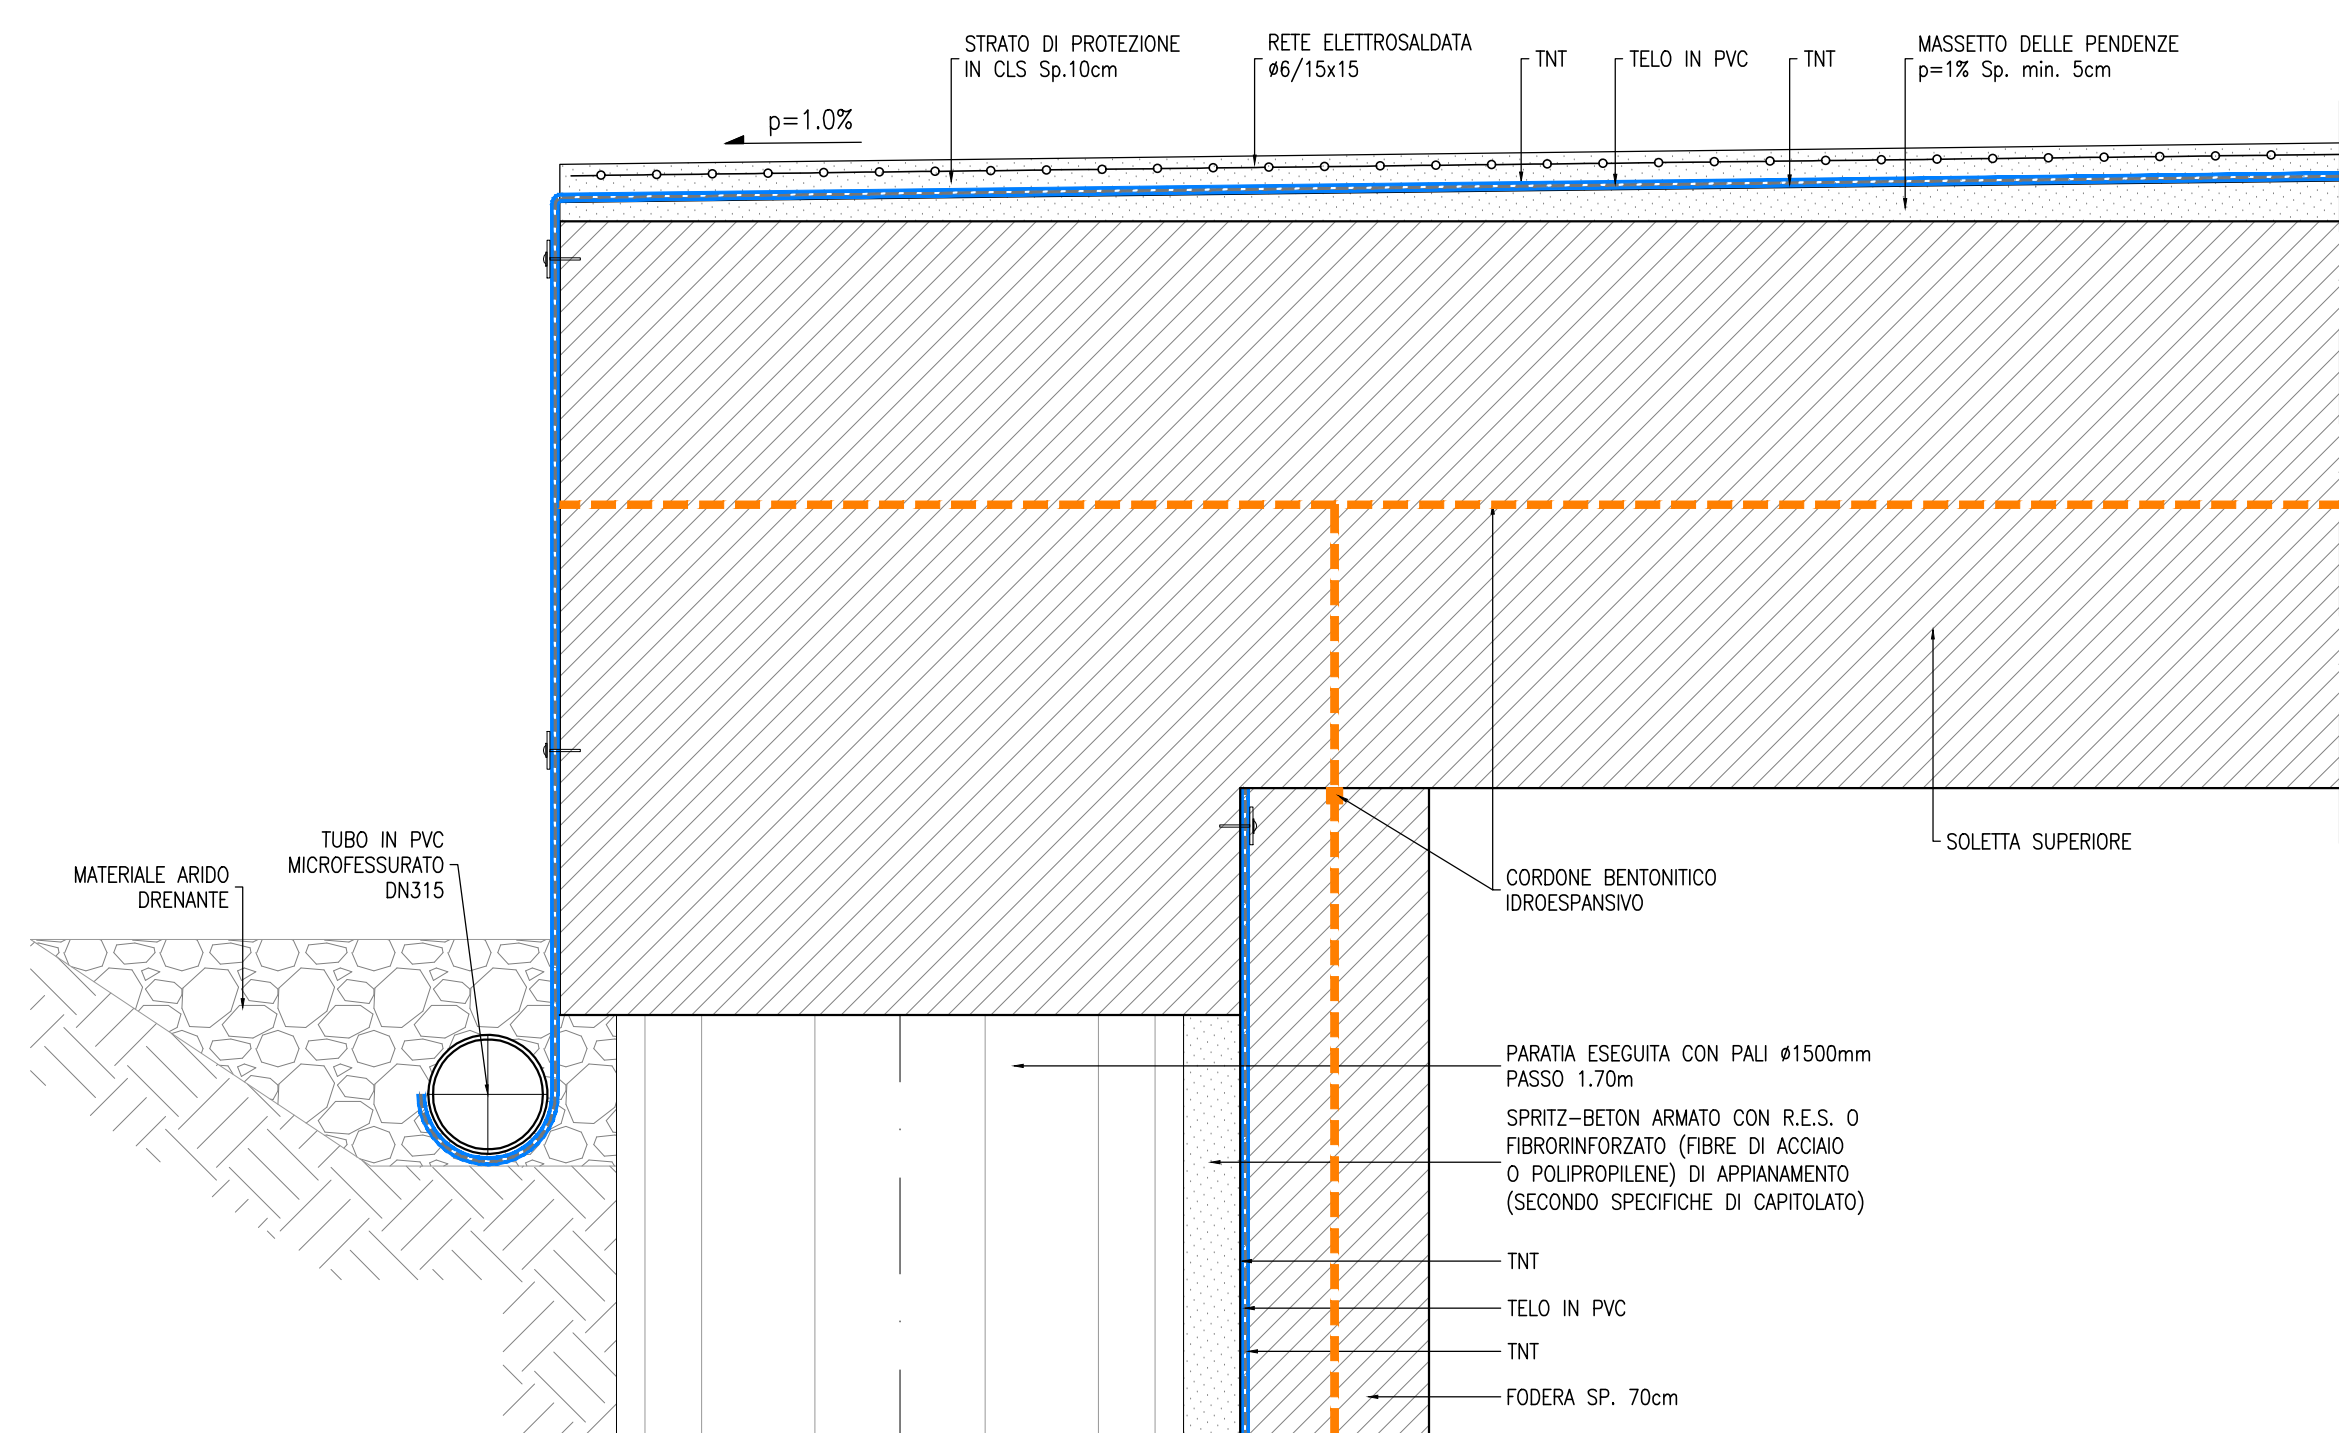 STRATO DI PROTEZIONE
IN CLS Sp.10cm
RETE ELETTROSALDATA
ø6/15x15
TNT
TELO IN PVC
TNT
MASSETTO DELLE PENDENZE
p=1% Sp. min. 5cm
p=1.0%
TUBO IN PVC
MICROFESSURATO
DN315
MATERIALE ARIDO
DRENANTE
SOLETTA SUPERIORE
CORDONE BENTONITICO
IDROESPANSIVO
PARATIA ESEGUITA CON PALI ø1500mm
PASSO 1.70m
SPRITZ-BETON ARMATO CON R.E.S. O
FIBRORINFORZATO (FIBRE DI ACCIAIO
O POLIPROPILENE) DI APPIANAMENTO
(SECONDO SPECIFICHE DI CAPITOLATO)
TNT
TELO IN PVC
TNT
FODERA SP. 70cm